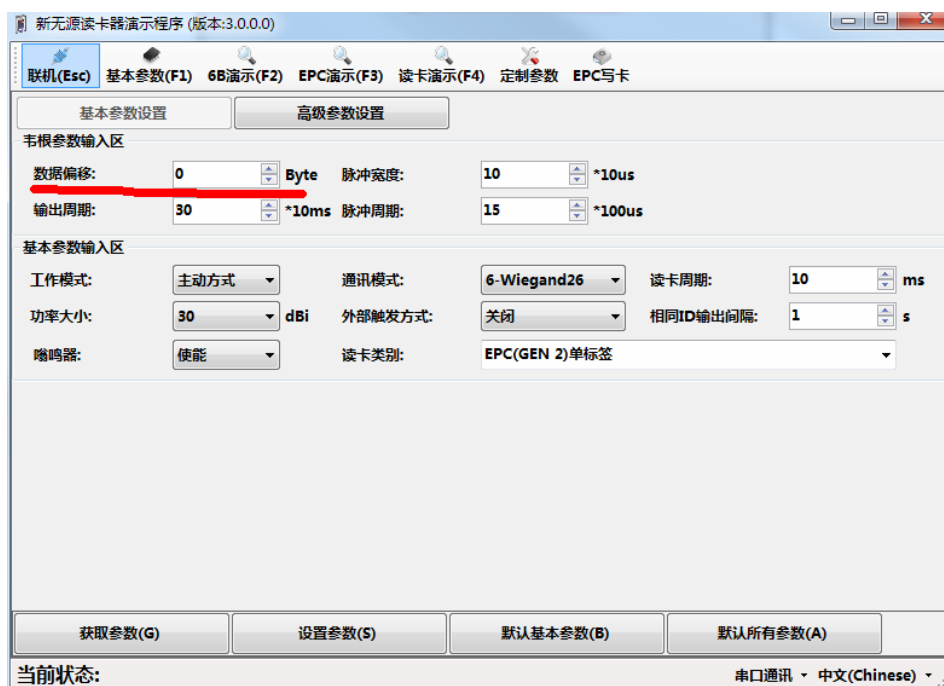 新无源读卡器演示程序 (版本:3.0.0.0)
联机(Esc) 基本参数(F1) 6B演示(F2) EPC演示(F3) 读卡演示(F4) 定制参数 EPC写卡
基本参数设置 高级参数设置
韦根参数输入区
数据偏移: 0 Byte 脉冲宽度: 10 *10us
输出周期: 30 *10ms 脉冲周期: 15 *100us
基本参数输入区
工作模式: 主动方式 通讯模式: 6-Wiegand26 读卡周期: 10 ms
功率大小: 30 dBi 外部触发方式: 关闭 相同ID输出间隔: 1 s
嗡鸣器: 使能 读卡类别: EPC(GEN 2)单标签
获取参数(G) 设置参数(S) 默认基本参数(B) 默认所有参数(A)
当前状态: 串口通讯 中文(Chinese)